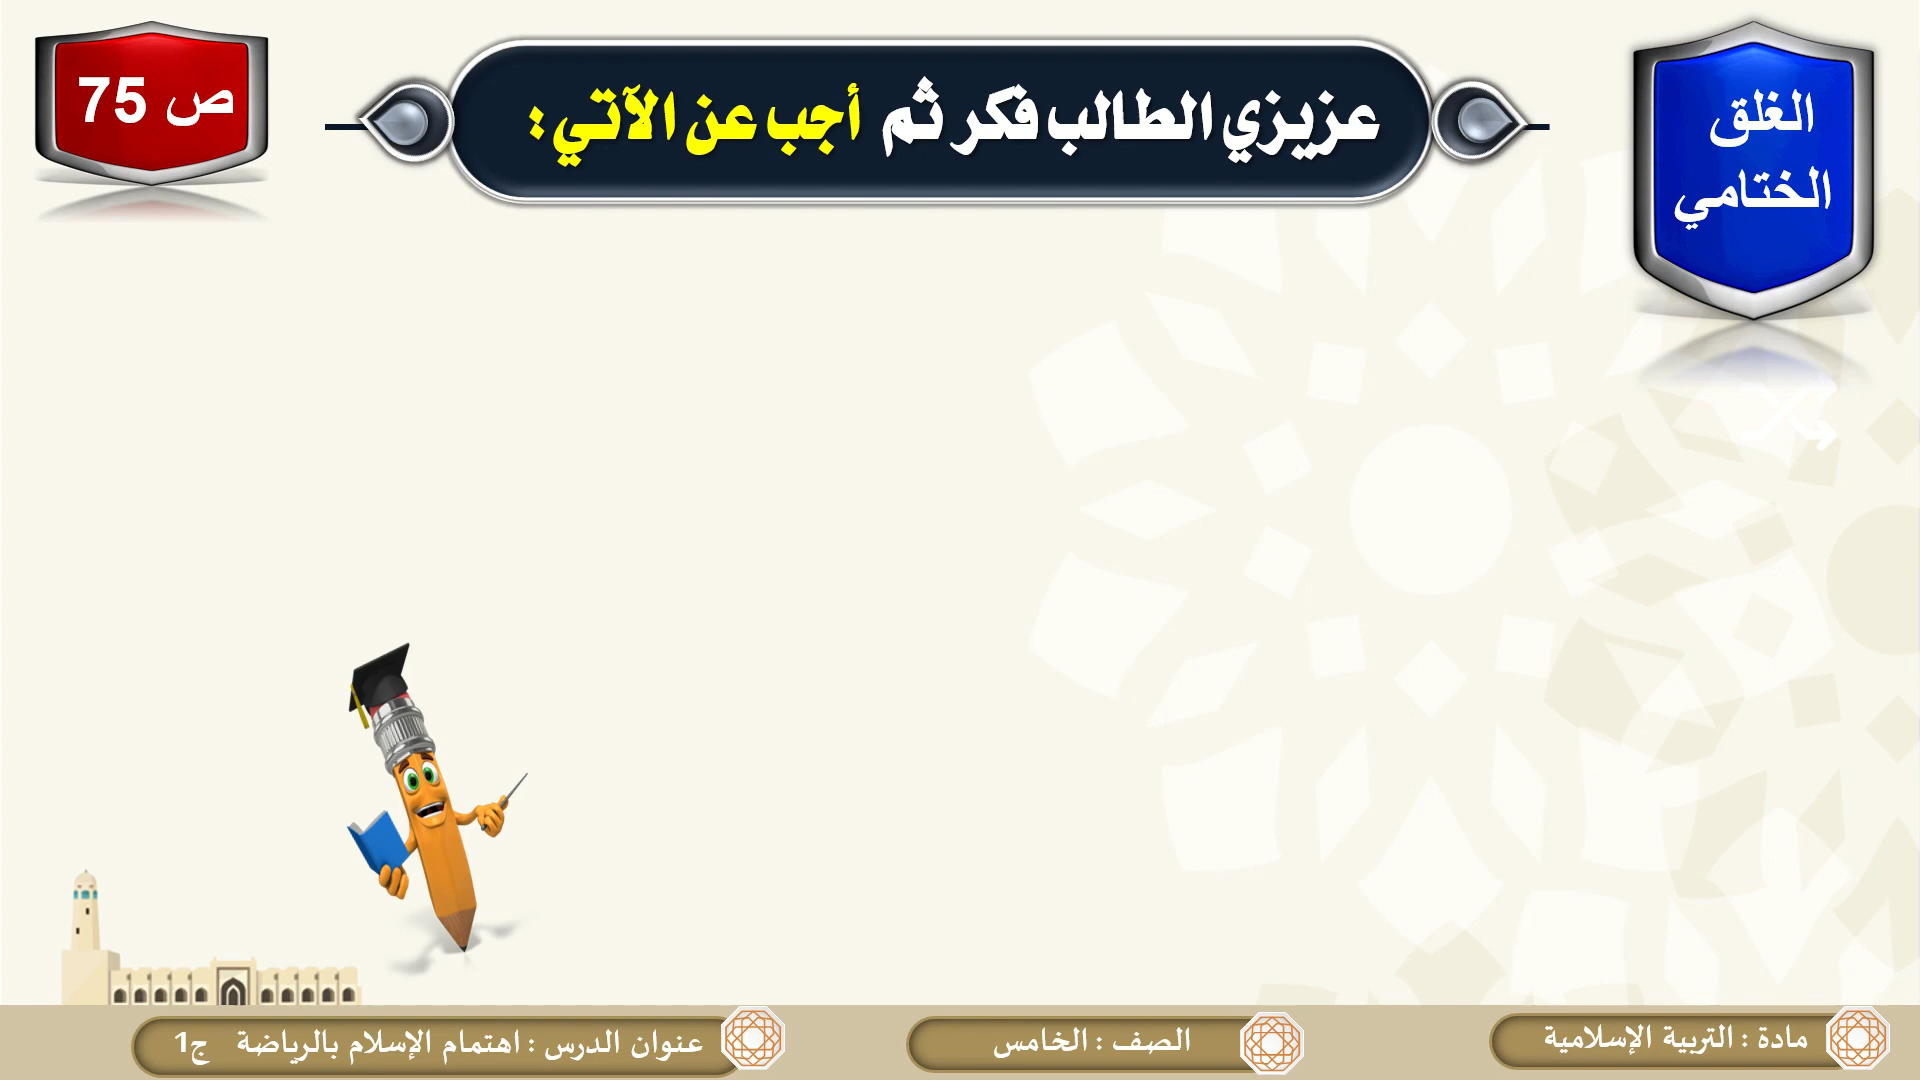 الغلق
الختامي
عزيزي الطالب فكر ثم أجب عن الآتي :
ص 75
مادة : التربية الإسلامية
الصف : الخامس
عنوان الدرس : اهتمام الإسلام بالرياضة ج1